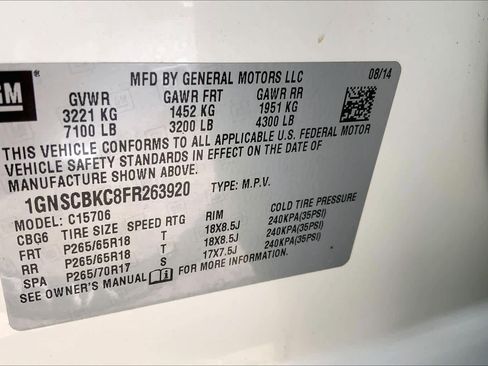 GM
MFD BY GENERAL MOTORS LLC 08/14
GVWR GAWR FRT GAWR RR
3221 KG 1452 KG 1951 KG
7100 LB 3200 LB 4300 LB
THIS VEHICLE CONFORMS TO ALL APPLICABLE U.S. FEDERAL MOTOR
VEHICLE SAFETY STANDARDS IN EFFECT ON THE DATE OF
MANUFACTURE SHOWN ABOVE.
1GNSCBKC8FR263920 TYPE: M.P.V.
MODEL: C15706
CBG6 TIRE SIZE SPEED RTG RIM COLD TIRE PRESSURE
FRT P265/65R18 T 18X8.5J 240KPA(35PSI)
RR P265/65R18 T 18X8.5J 240KPA(35PSI)
SPA P265/70R17 S 17X7.5J 240KPA(35PSI)
SEE OWNER'S MANUAL FOR MORE INFORMATION.